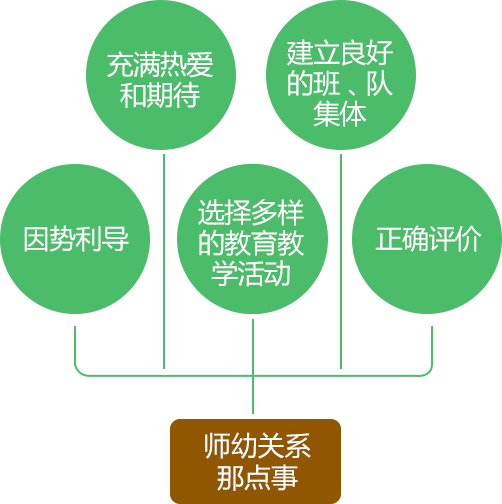 充满热爱
和期待
建立良好
的班、队
集体
因势利导
选择多样
的教育教
学活动
正确评价
师幼关系
那点事